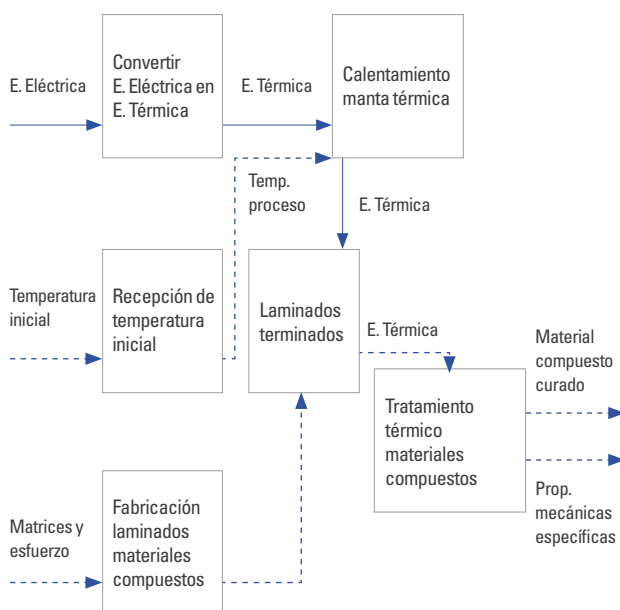 E. Eléctrica
Convertir
E. Eléctrica en
E. Térmica
E. Térmica
Calentamiento
manta térmica
Temp.
proceso
E. Térmica
Temperatura
inicial
Recepción de
temperatura
inicial
Laminados
terminados
E. Térmica
Material
compuesto
curado
Tratamiento
térmico
materiales
compuestos
Prop.
mecánicas
específicas
Matrices y
esfuerzo
Fabricación
laminados
materiales
compuestos